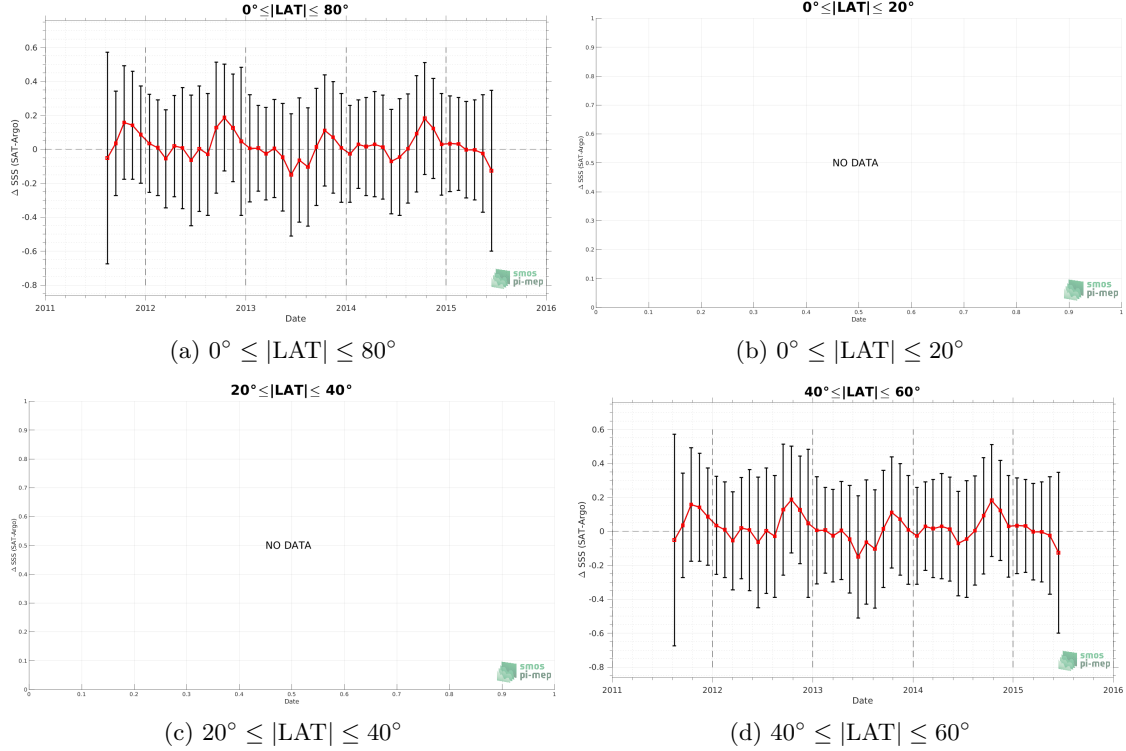 0°≤|LAT|≤ 80°
0.6
0.4
0.2
0
-0.2
-0.4
-0.6
-0.8
Δ SSS (SAT-Argo)
2011 2012 2013 2014 2015 2016
Date
smos
pi-mep
(a) 0° ≤ |LAT| ≤ 80°
0°≤|LAT|≤ 20°
1
0.9
0.8
0.7
0.6
0.5
0.4
0.3
0.2
0.1
0
Δ SSS (SAT-Argo)
NO DATA
0 0.1 0.2 0.3 0.4 0.5 0.6 0.7 0.8 0.9 1
Date
smos
pi-mep
(b) 0° ≤ |LAT| ≤ 20°
20°≤|LAT|≤ 40°
1
0.9
0.8
0.7
0.6
0.5
0.4
0.3
0.2
0.1
0
Δ SSS (SAT-Argo)
NO DATA
0 0.1 0.2 0.3 0.4 0.5 0.6 0.7 0.8 0.9 1
Date
smos
pi-mep
(c) 20° ≤ |LAT| ≤ 40°
40°≤|LAT|≤ 60°
0.6
0.4
0.2
0
-0.2
-0.4
-0.6
-0.8
Δ SSS (SAT-Argo)
2011 2012 2013 2014 2015 2016
Date
smos
pi-mep
(d) 40° ≤ |LAT| ≤ 60°